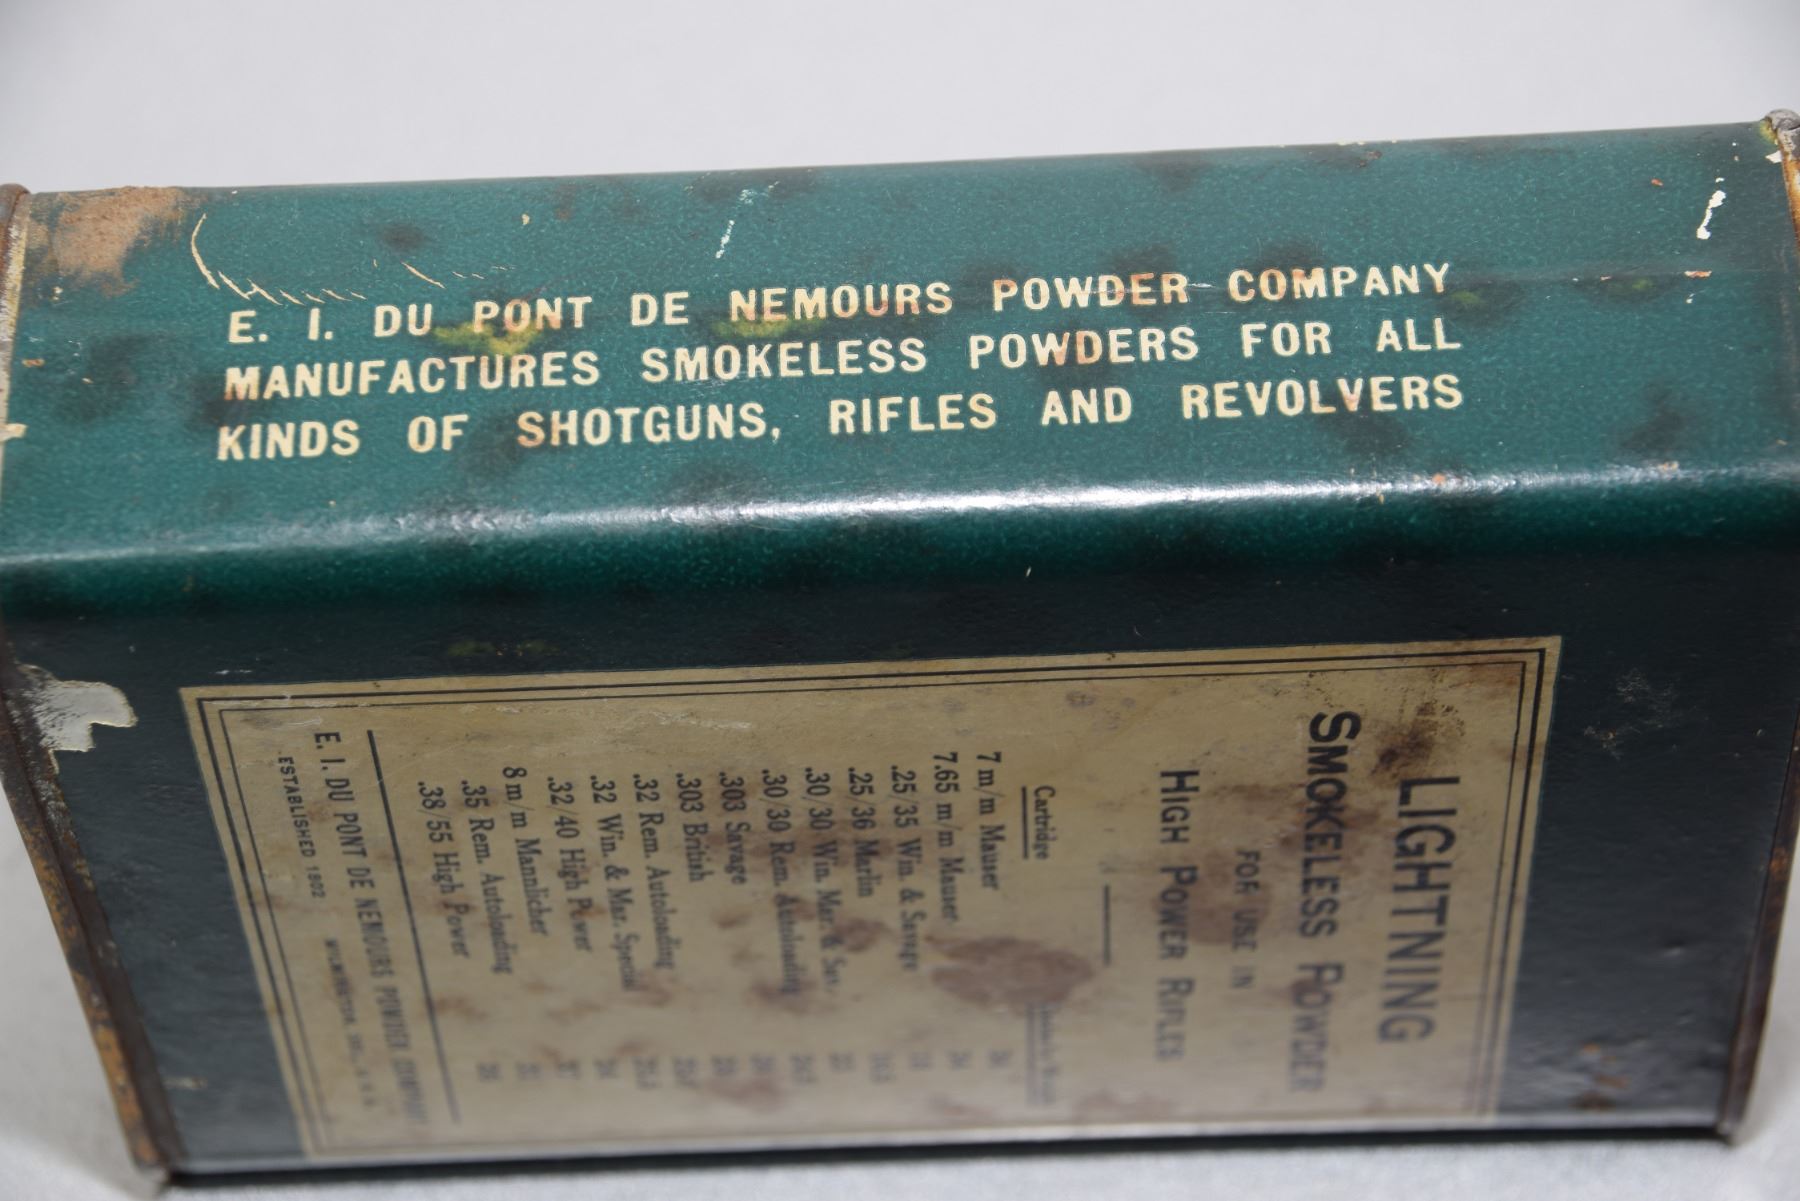 E. I. DU PONT DE NEMOURS POWDER COMPANY
MANUFACTURES SMOKELESS POWDERS FOR ALL
KINDS OF SHOTGUNS, RIFLES AND REVOLVERS
LIGHTNING
SMOKELESS POWDER
FOR USE IN
HIGH POWER RIFLES
Cartridge
7 m/m Mauser
7.65 m/m Mauser
.25/35 Win. & Savage
.25/36 Marlin
.30/30 Win. Mar. & Sav.
.30/30 Rem. Autoloading
.303 Savage
.303 British
.32 Rem. Autoloading
.32 Win. & Mar. Special
.32/40 High Power
8 m/m Mannlicher
.35 Rem. Autoloading
.38/55 High Power
E. I. DU PONT DE NEMOURS POWDER COMPANY
ESTABLISHED 1802 WILMINGTON, DEL., U.S.A.